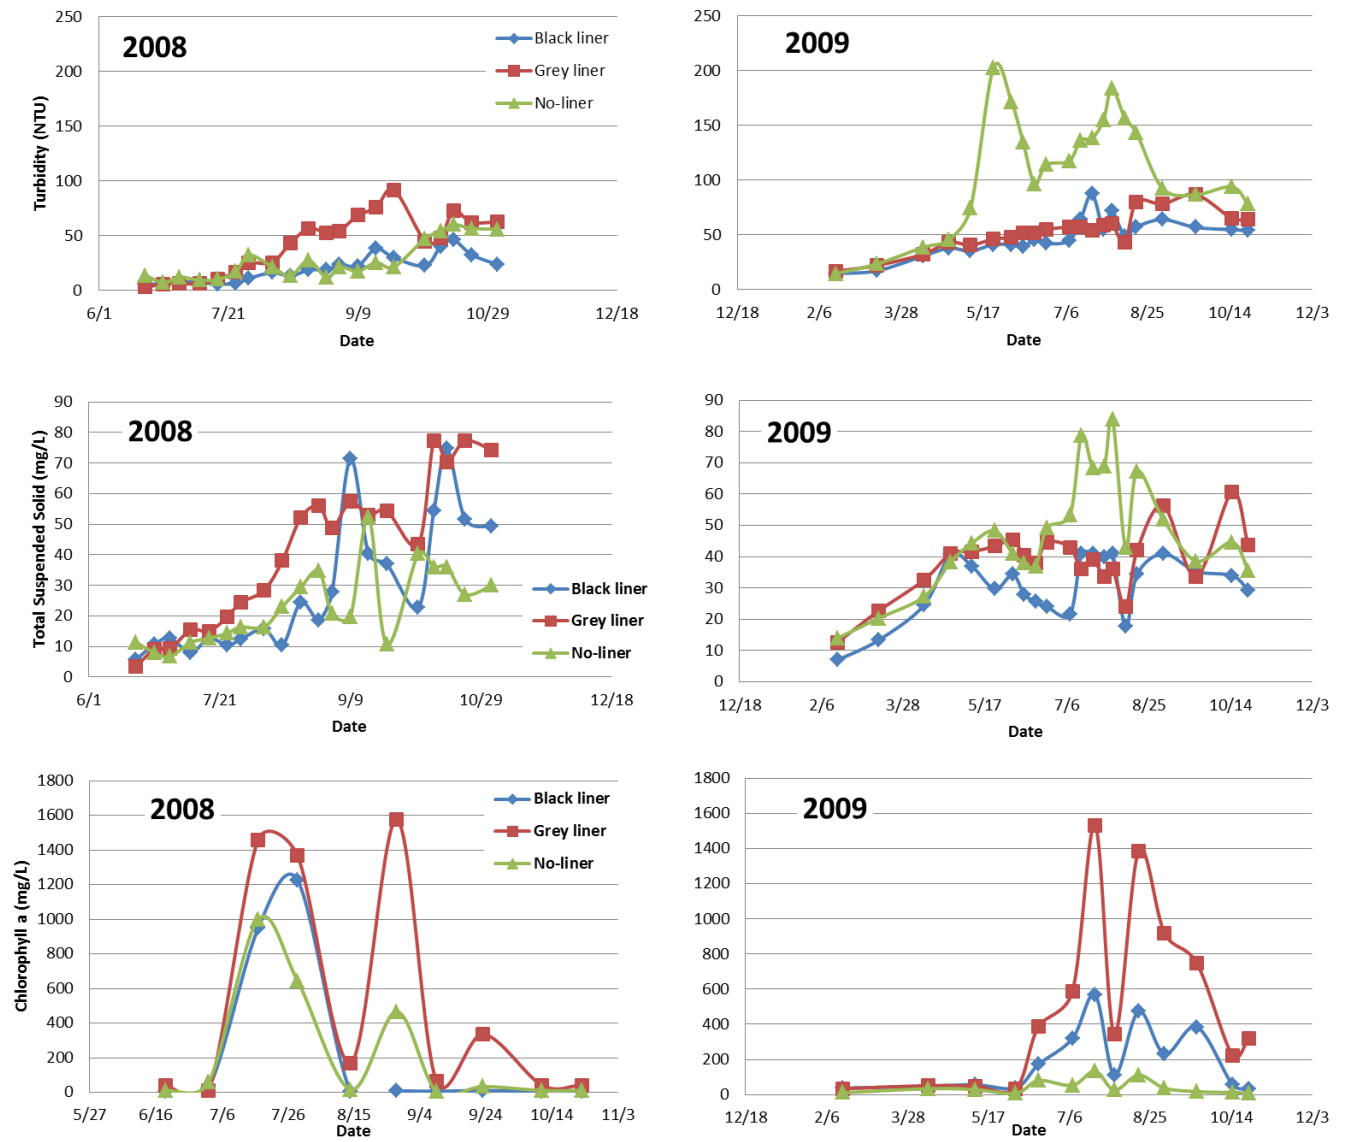 2008
Turbidity (NTU)
250
200
150
100
50
0
6/1 7/21 9/9 10/29 12/18
Date
Black liner
Grey liner
No-liner
2009
250
200
150
100
50
0
12/18 2/6 3/28 5/17 7/6 8/25 10/14 12/3
Date
2008
Total Suspended Solid (mg/L)
90
80
70
60
50
40
30
20
10
0
6/1 7/21 9/9 10/29 12/18
Date
Black liner
Grey liner
No-liner
2009
90
80
70
60
50
40
30
20
10
0
12/18 2/6 3/28 5/17 7/6 8/25 10/14 12/3
Date
2008
Chlorophyll a (mg/L)
1800
1600
1400
1200
1000
800
600
400
200
0
5/27 6/16 7/6 7/26 8/15 9/4 9/24 10/14 11/3
Date
Black liner
Grey liner
No-liner
2009
1800
1600
1400
1200
1000
800
600
400
200
0
12/18 2/6 3/28 5/17 7/6 8/25 10/14 12/3
Date